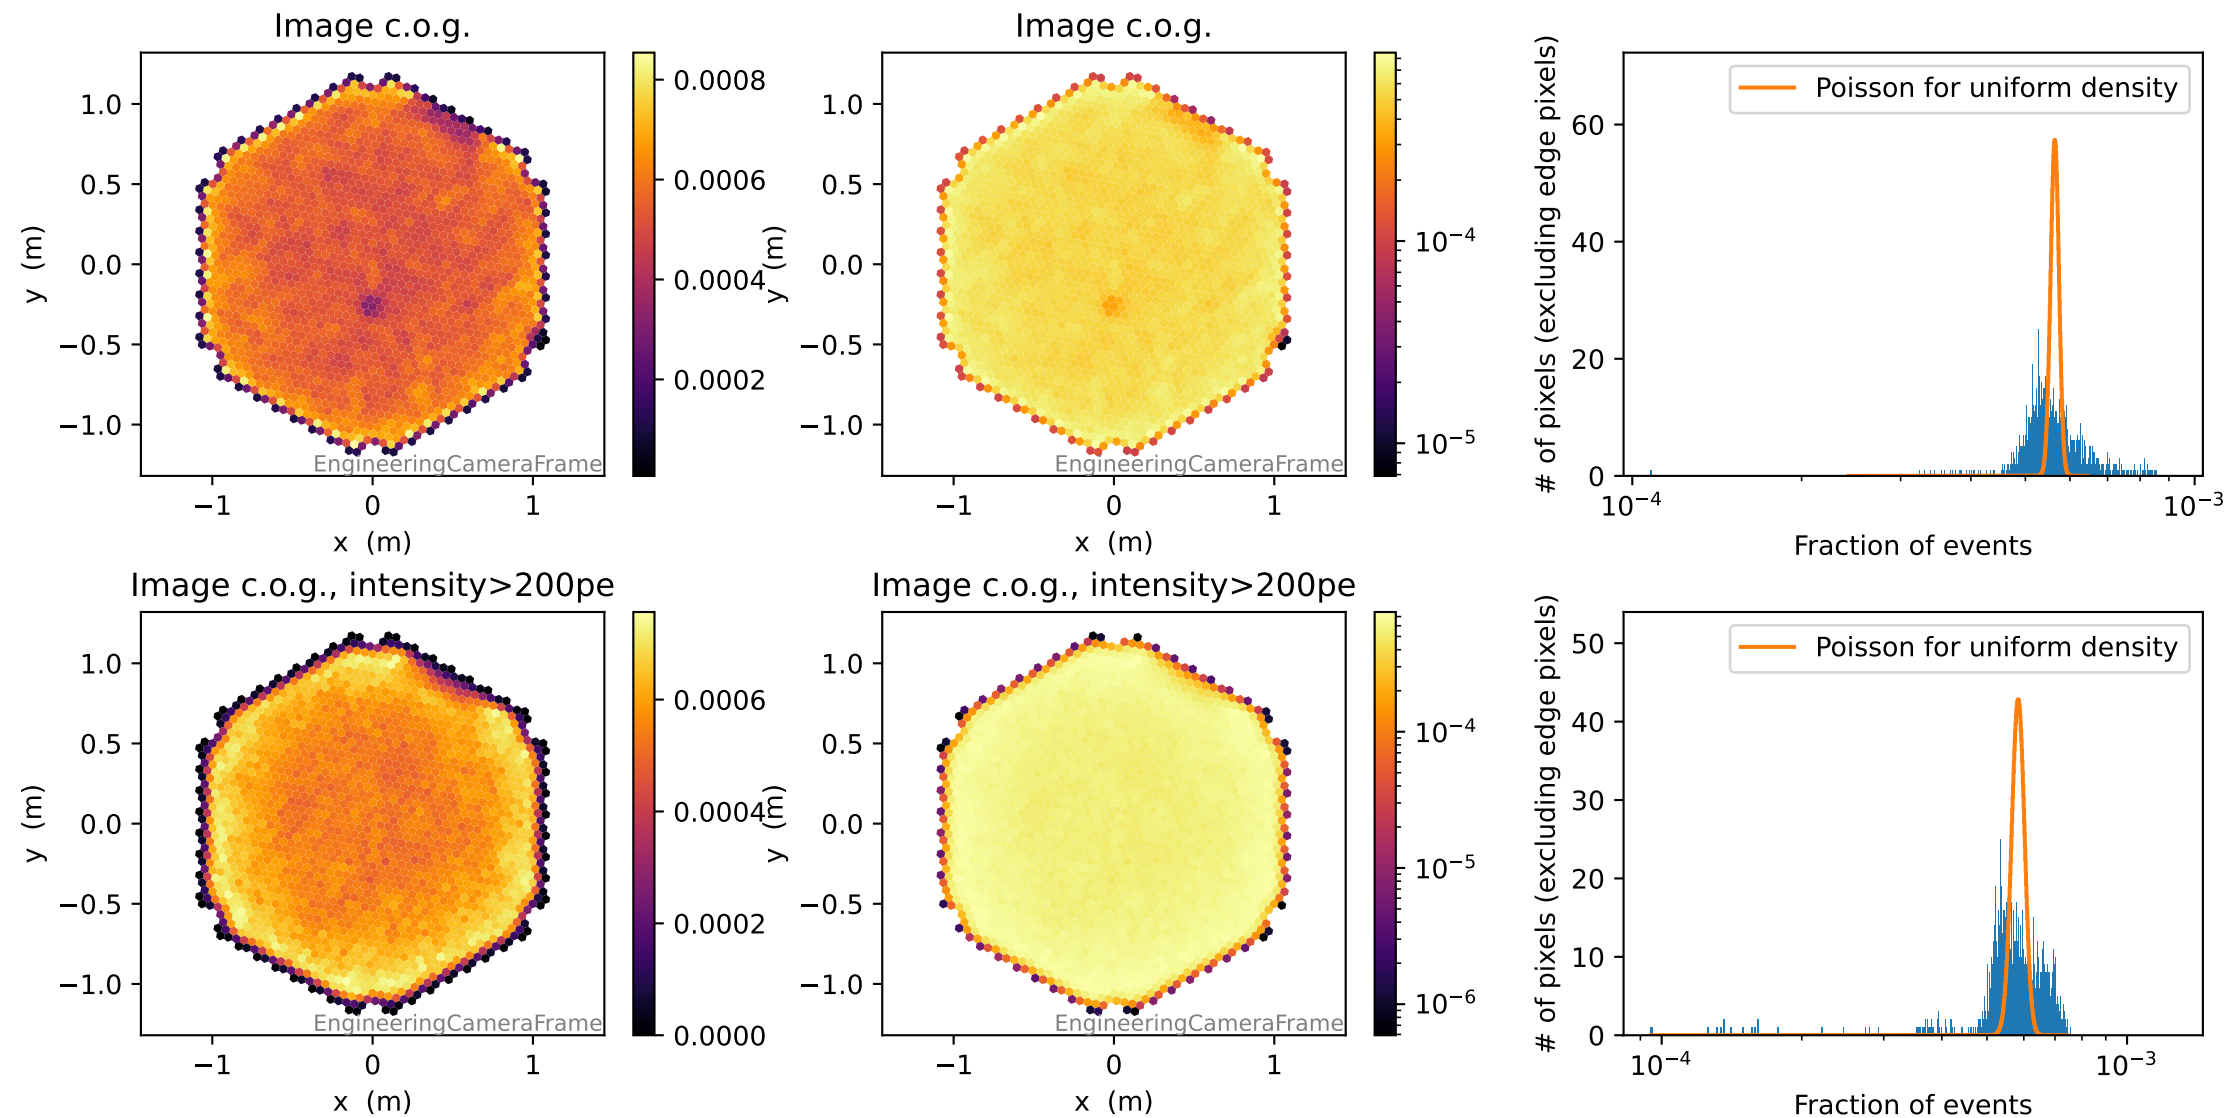 Image c.o.g.
1.0
0.5
0.0
−0.5
−1.0
y (m)
−1
0
1
x (m)
EngineeringCameraFrame
0.0008
0.0006
0.0004
0.0002
Image c.o.g.
1.0
0.5
0.0
−0.5
−1.0
y (m)
−1
0
1
x (m)
EngineeringCameraFrame
10⁻⁴
10⁻⁵
# of pixels (excluding edge pixels)
60
40
20
0
Poisson for uniform density
10⁻⁴
10⁻³
Fraction of events
Image c.o.g., intensity>200pe
1.0
0.5
0.0
−0.5
−1.0
y (m)
−1
0
1
x (m)
EngineeringCameraFrame
0.0006
0.0004
0.0002
0.0000
Image c.o.g., intensity>200pe
1.0
0.5
0.0
−0.5
−1.0
y (m)
−1
0
1
x (m)
EngineeringCameraFrame
10⁻⁴
10⁻⁵
10⁻⁶
# of pixels (excluding edge pixels)
50
40
30
20
10
0
Poisson for uniform density
10⁻⁴
10⁻³
Fraction of events